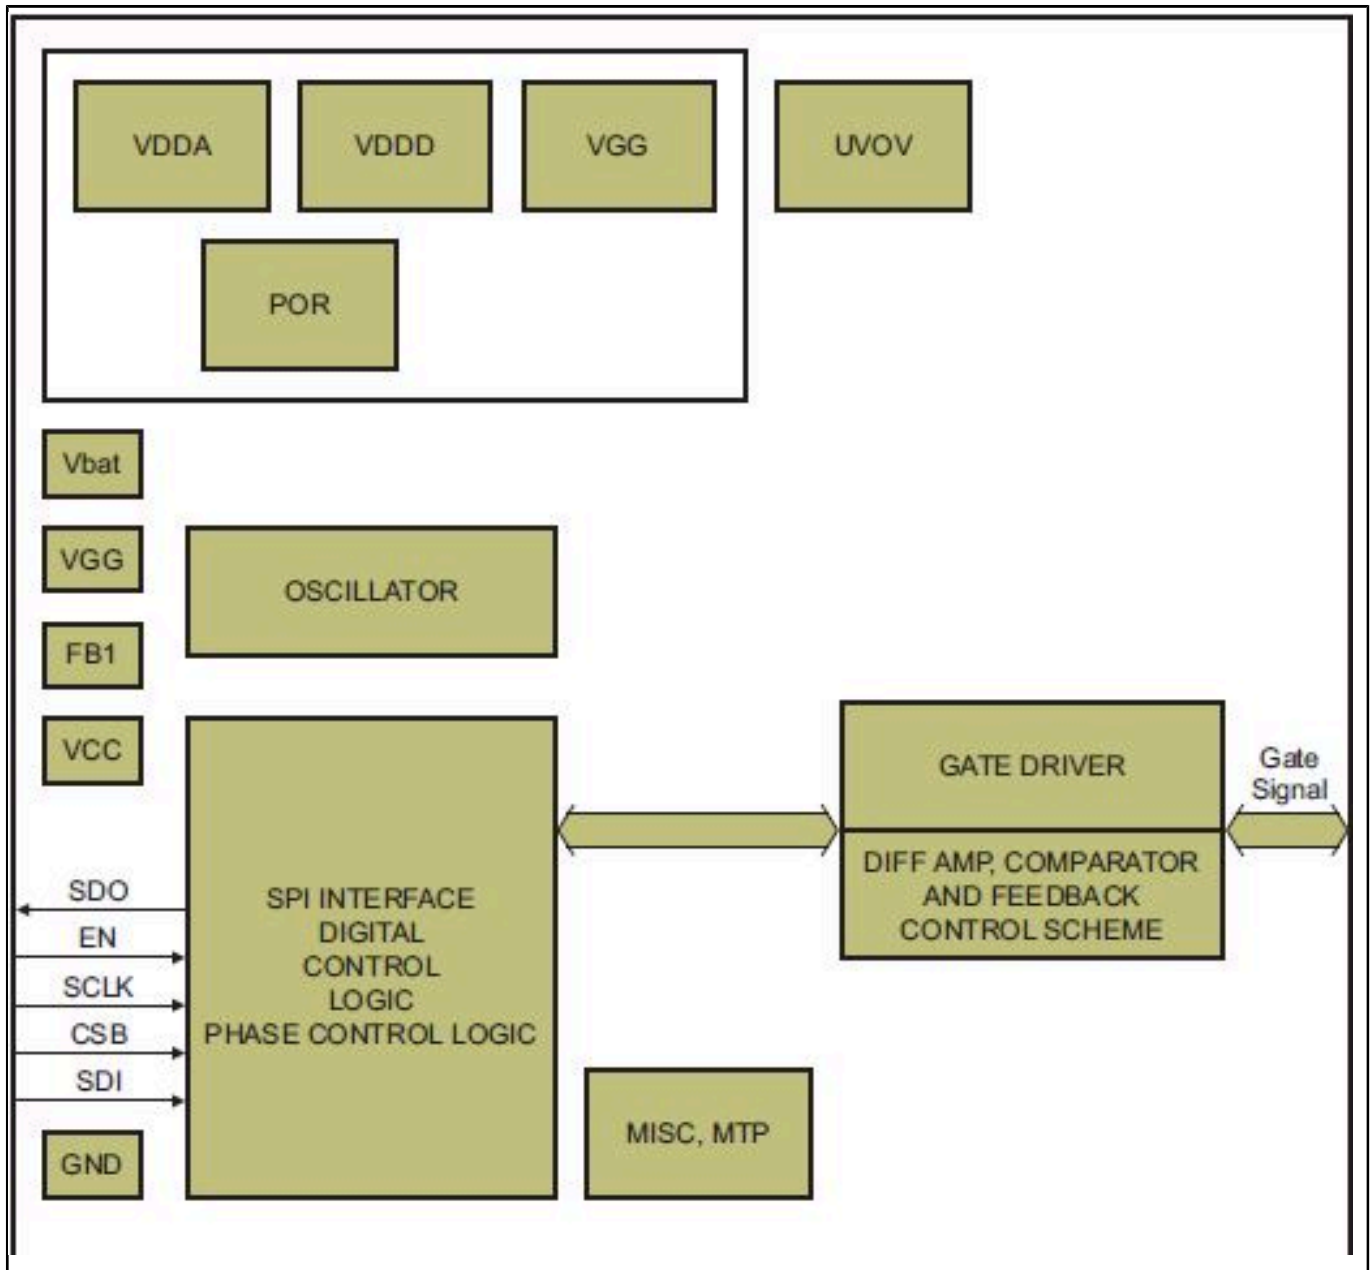 VDDA
VDDD
VGG
UVOV
POR
Vbat
VGG
OSCILLATOR
FB1
VCC
GATE DRIVER
Gate
Signal
DIFF AMP, COMPARATOR
AND FEEDBACK
CONTROL SCHEME
SDO
EN
SCLK
CSB
SDI
SPI INTERFACE
DIGITAL
CONTROL
LOGIC
PHASE CONTROL LOGIC
MISC, MTP
GND